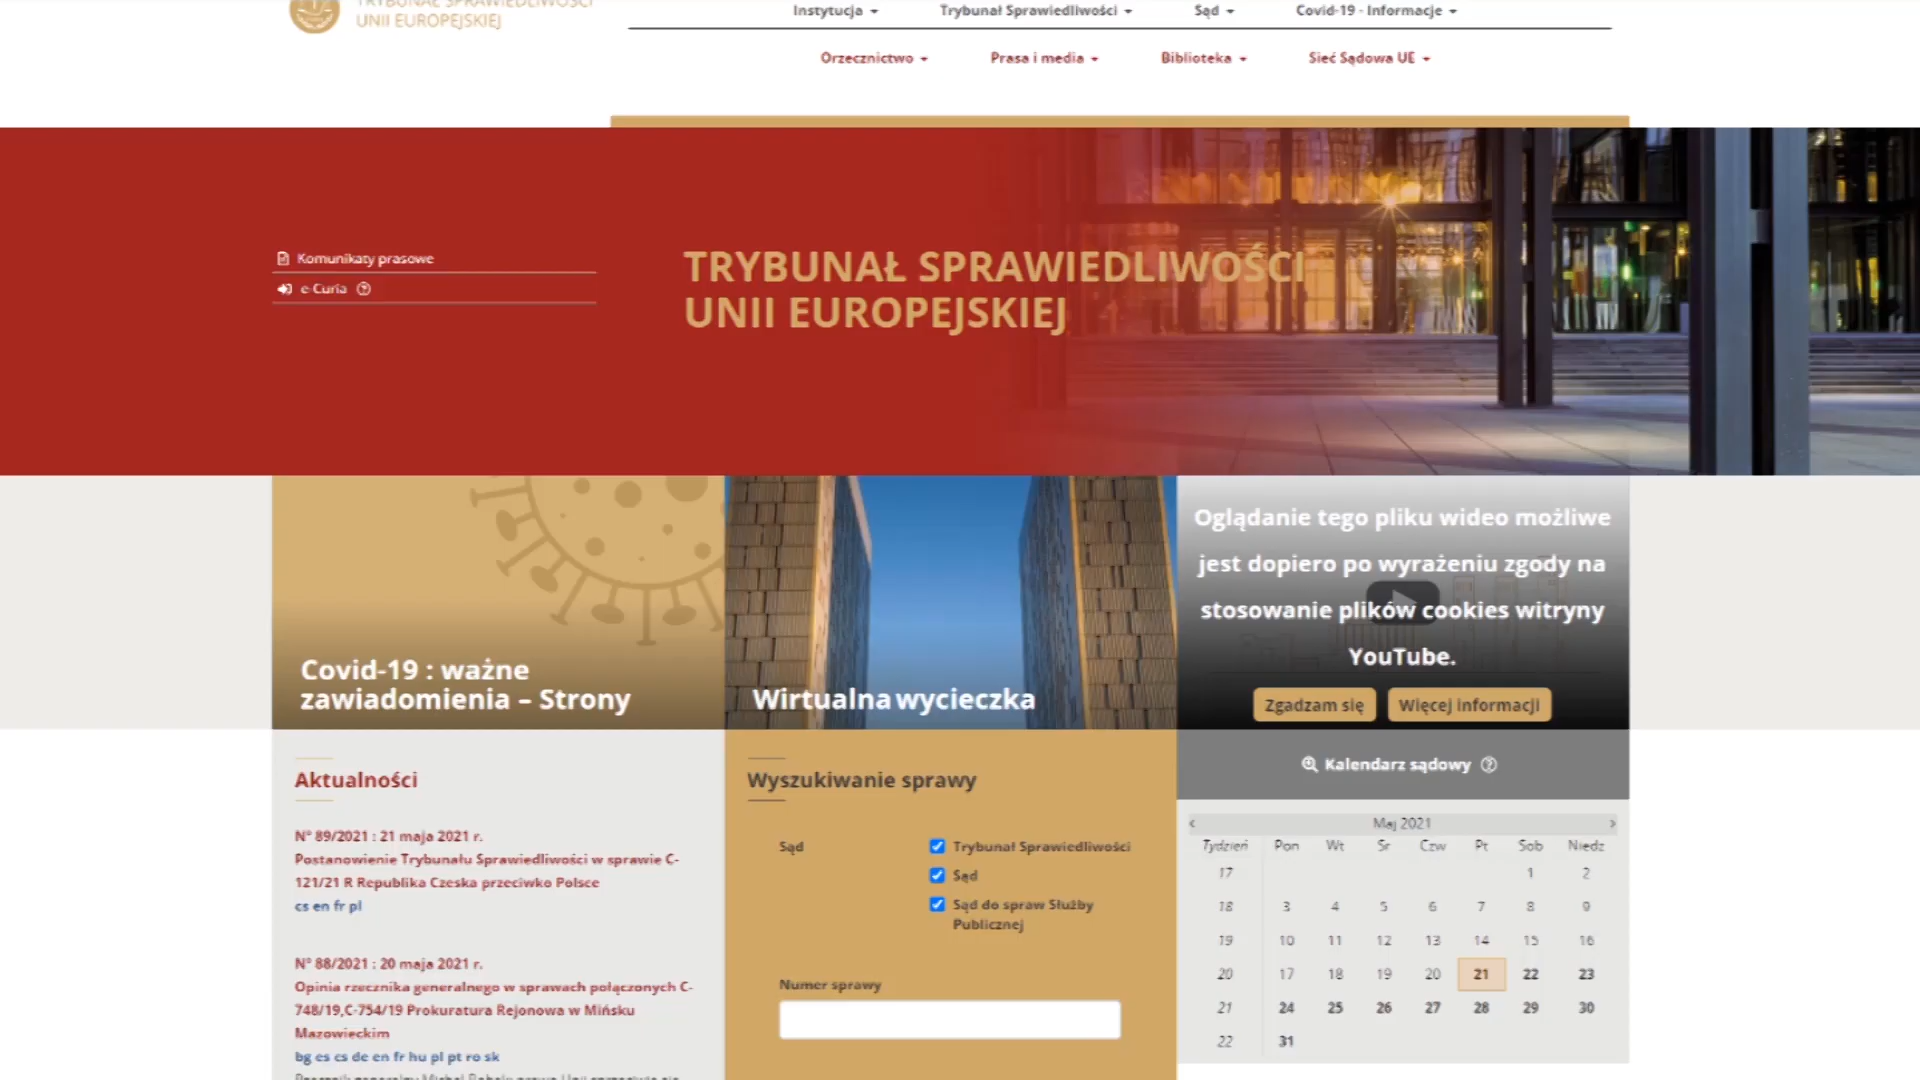 TRYBUNAŁ SPRAWIEDLIWOŚCI
UNII EUROPEJSKIEJ
Instytucja
Trybunał Sprawiedliwości
Sąd
Covid-19 - Informacje
Orzecznictwo
Prasa i media
Biblioteka
Sieć Sądowa UE
Komunikaty prasowe
e-Curia
TRYBUNAŁ SPRAWIEDLIWOŚCI
UNII EUROPEJSKIEJ
Covid-19 : ważne
zawiadomienia – Strony
Wirtualna wycieczka
Oglądanie tego pliku wideo możliwe
jest dopiero po wyrażeniu zgody na
stosowanie plików cookies witryny
YouTube.
Zgadzam się
Więcej informacji
Aktualności
N° 89/2021 : 21 maja 2021 r.
Postanowienie Trybunału Sprawiedliwości w sprawie C-
121/21 R Republika Czeska przeciwko Polsce
cs en fr pl
N° 88/2021 : 20 maja 2021 r.
Opinia rzecznika generalnego w sprawach połączonych C-
748/19,C-754/19 Prokuratura Rejonowa w Mińsku
Mazowieckim
bg es cs de en fr hu pl pt ro sk
Wyszukiwanie sprawy
Sąd
Trybunał Sprawiedliwości
Sąd
Sąd do spraw Służby
Publicznej
Numer sprawy
Kalendarz sądowy
Maj 2021
Tydzień Pon Wt Śr Czw Pt Sob Niedz
17 1 2
18 3 4 5 6 7 8 9
19 10 11 12 13 14 15 16
20 17 18 19 20 21 22 23
21 24 25 26 27 28 29 30
22 31